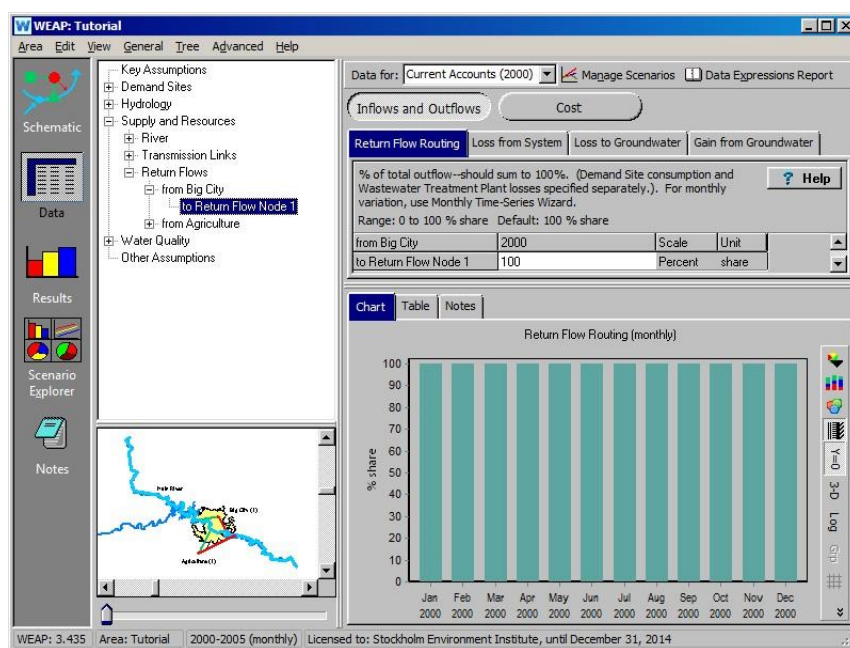 WEAP: Tutorial
Area Edit View General Tree Advanced Help
Schematic
Data
Results
Scenario
Explorer
Notes
Key Assumptions
Demand Sites
Hydrology
Supply and Resources
River
Transmission Links
Return Flows
from Big City
to Return Flow Node 1
from Agriculture
Water Quality
Other Assumptions
Main River
Big City (1)
Agriculture (1)
Data for: Current Accounts (2000) Manage Scenarios Data Expressions Report
Inflows and Outflows Cost
Return Flow Routing Loss from System Loss to Groundwater Gain from Groundwater
% of total outflow--should sum to 100%. (Demand Site consumption and
Wastewater Treatment Plant losses specified separately.). For monthly
variation, use Monthly Time-Series Wizard.
Range: 0 to 100 % share Default: 100 % share
? Help
from Big City 2000 Scale Unit
to Return Flow Node 1 100 Percent share
Chart Table Notes
Return Flow Routing (monthly)
% share
100
90
80
70
60
50
40
30
20
10
0
Jan Feb Mar Apr May Jun Jul Aug Sep Oct Nov Dec
2000 2000 2000 2000 2000 2000 2000 2000 2000 2000 2000 2000
Y=0
3-D
Log
WEAP: 3.435 Area: Tutorial 2000-2005 (monthly) Licensed to: Stockholm Environment Institute, until December 31, 2014